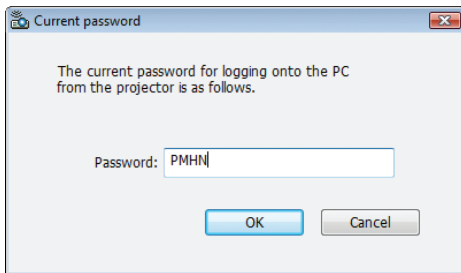 Current password
The current password for logging onto the PC
from the projector is as follows.
Password: PMHN
OK Cancel